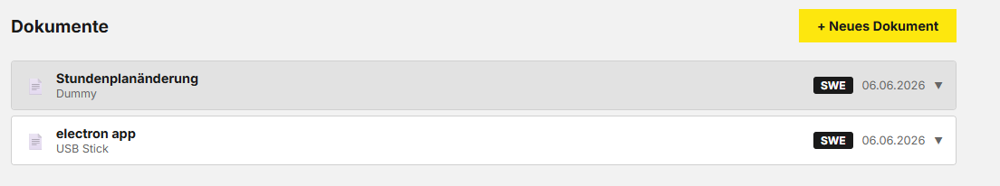 Dokumente
+ Neues Dokument
Stundenplanänderung
Dummy
SWE 06.06.2026 ▼
electron app
USB Stick
SWE 06.06.2026 ▼